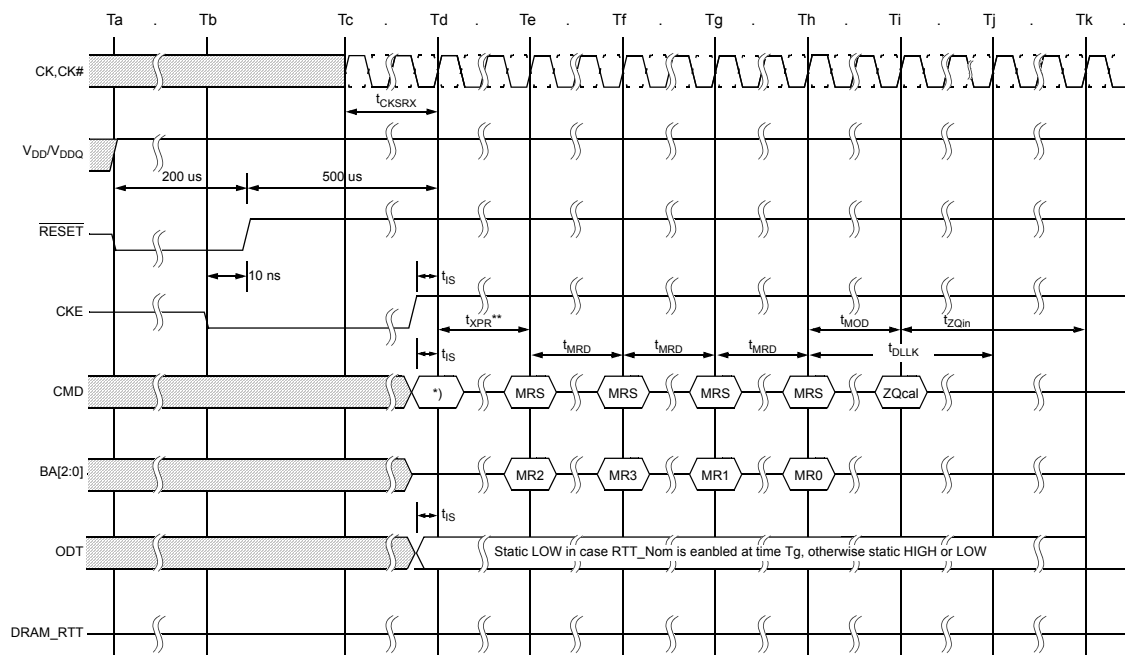 Ta . Tb . Tc . Td . Te . Tf . Tg . Th . Ti . Tj . Tk .
CK,CK#
tCKSRX
VDD/VDDQ
200 us 500 us
RESET
10 ns tIS
CKE
tXPR** tMOD tZQin
tIS tMRD tMRD tMRD tDLLK
CMD *) MRS MRS MRS MRS ZQcal
BA[2:0] MR2 MR3 MR1 MR0
tIS
ODT Static LOW in case RTT_Nom is eanbled at time Tg, otherwise static HIGH or LOW
DRAM_RTT